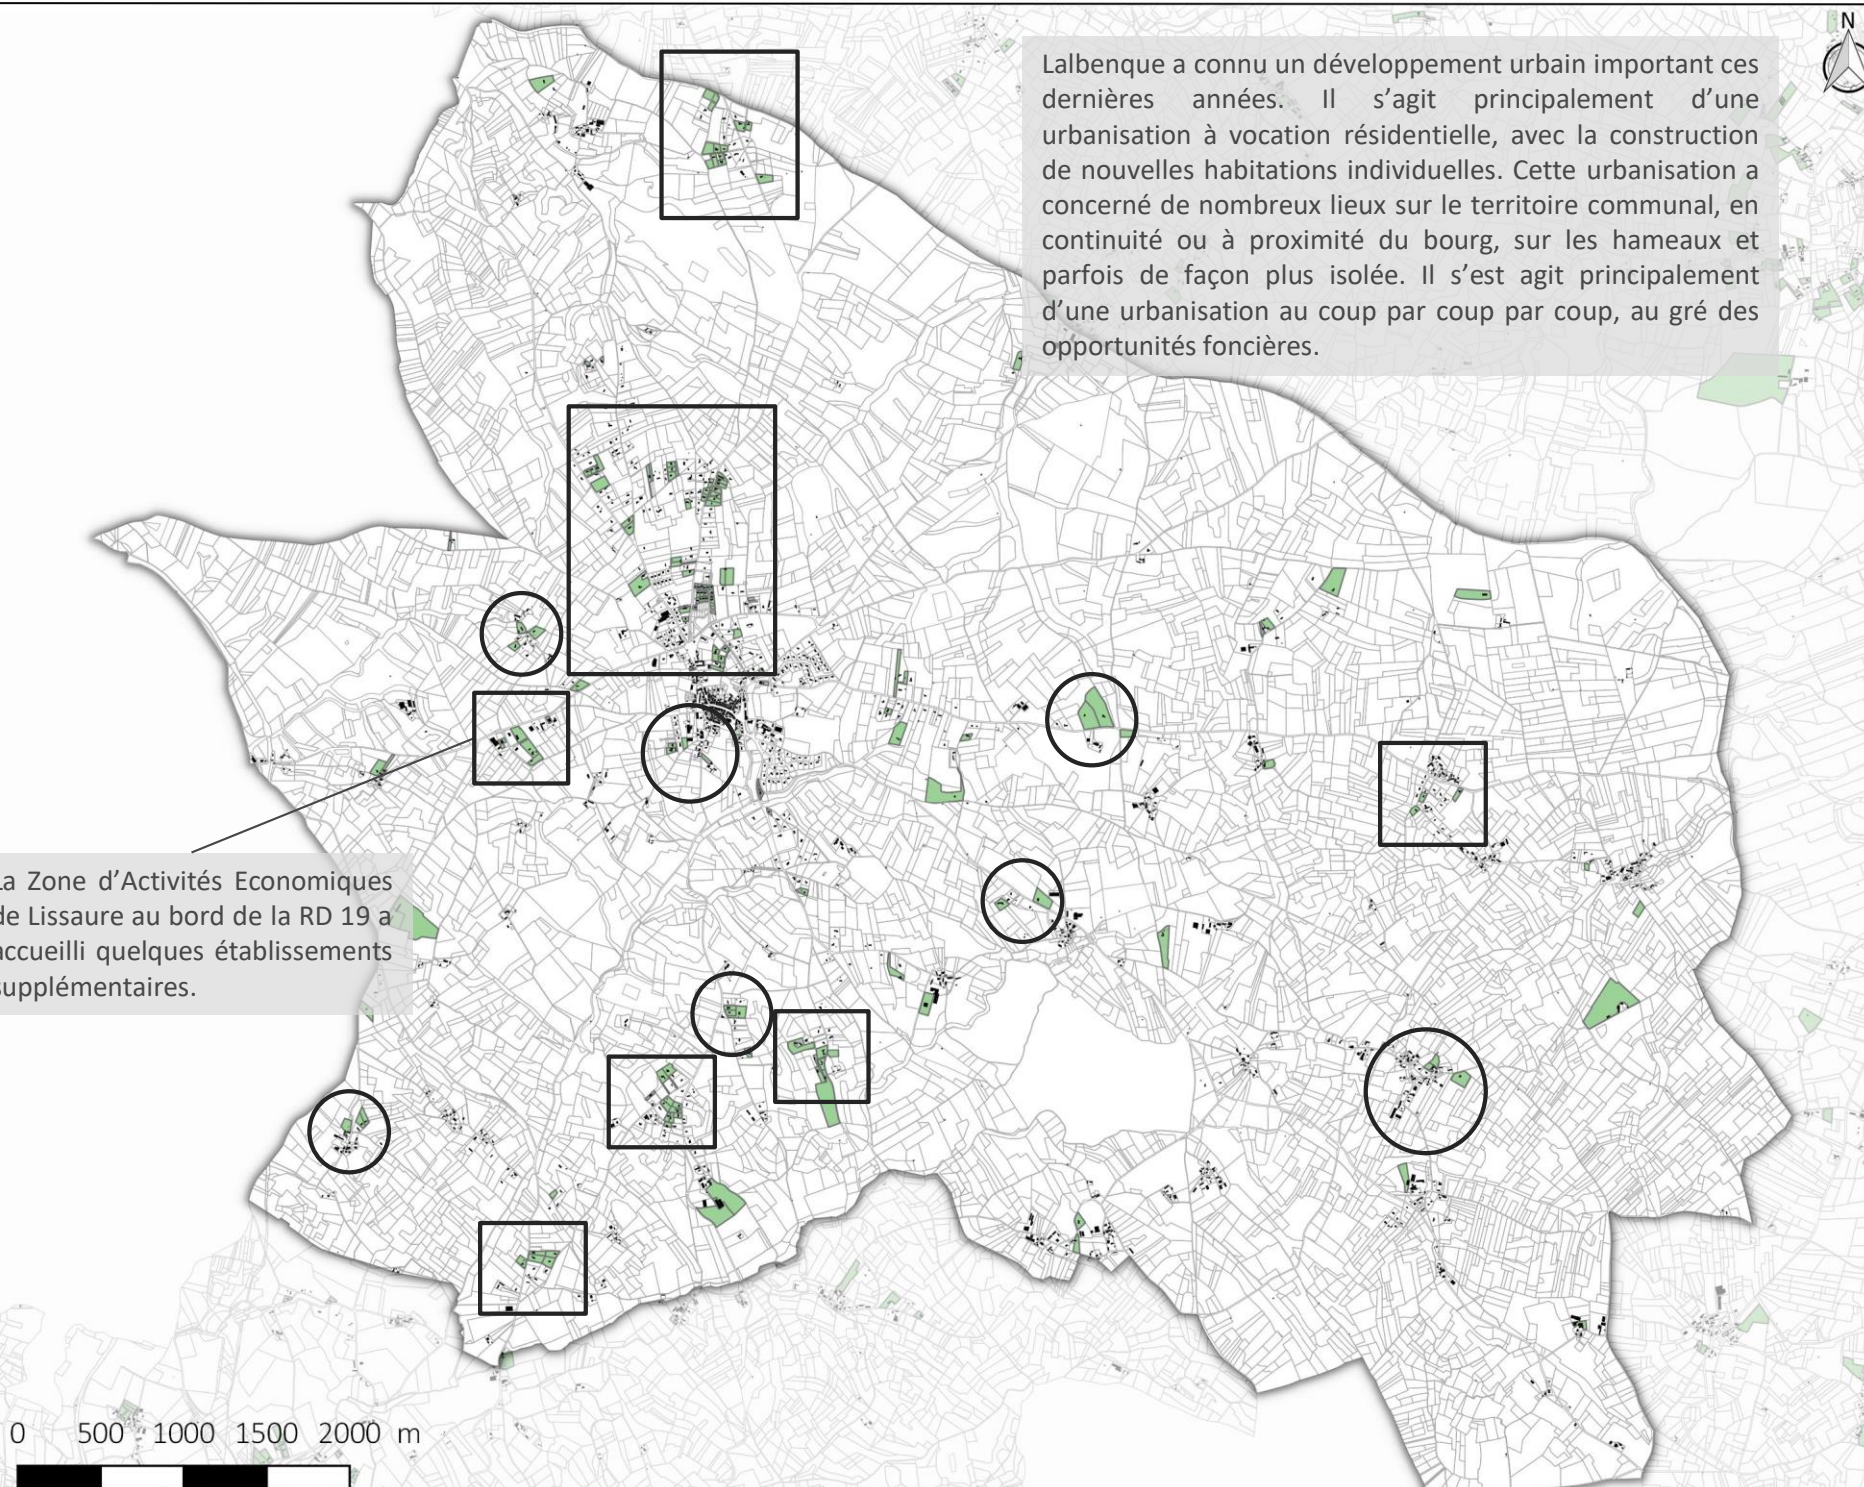 N
Lalbenque a connu un développement urbain important ces
dernières années. Il s’agit principalement d’une
urbanisation à vocation résidentielle, avec la construction
de nouvelles habitations individuelles. Cette urbanisation a
concerné de nombreux lieux sur le territoire communal, en
continuité ou à proximité du bourg, sur les hameaux et
parfois de façon plus isolée. Il s’est agit principalement
d’une urbanisation au coup par coup par coup, au gré des
opportunités foncières.
La Zone d’Activités Economiques
de Lissaure au bord de la RD 19 a
accueilli quelques établissements
supplémentaires.
0 500 1000 1500 2000 m